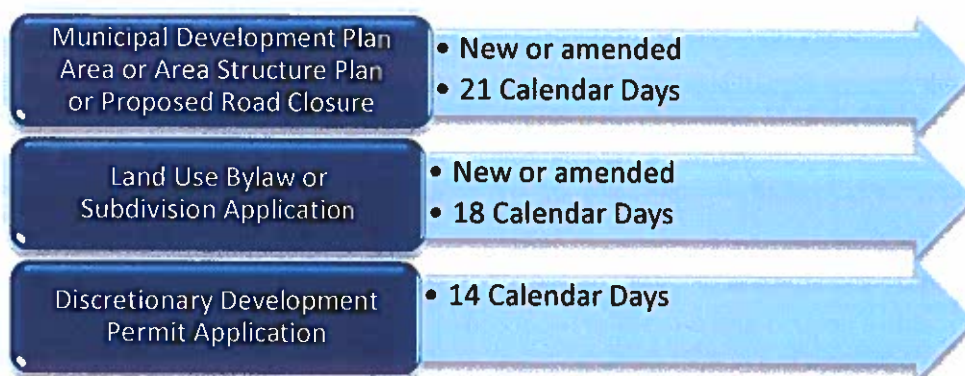 Municipal Development Plan
Area or Area Structure Plan
or Proposed Road Closure
• New or amended
• 21 Calendar Days
Land Use Bylaw or
Subdivision Application
• New or amended
• 18 Calendar Days
Discretionary Development
Permit Application
• 14 Calendar Days